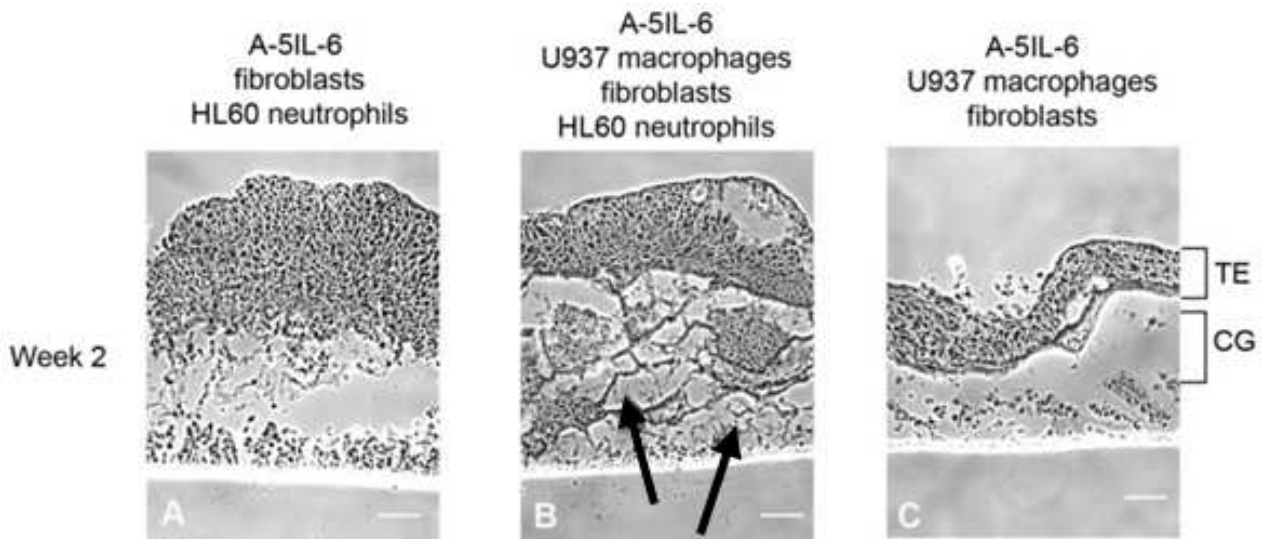 A-5IL-6
fibroblasts
HL60 neutrophils
A-5IL-6
U937 macrophages
fibroblasts
HL60 neutrophils
A-5IL-6
U937 macrophages
fibroblasts
Week 2
TE
CG
A
B
C